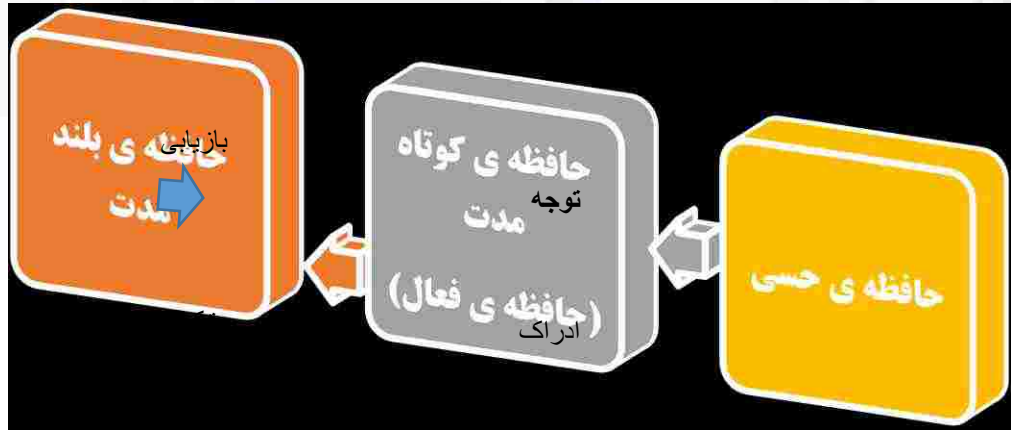 حافظه ی حسی
حافظه ی کوتاه
مدت
(حافظه ی فعال)
توجه
ادراک
حافظه ی بلند
مدت
بازیابی